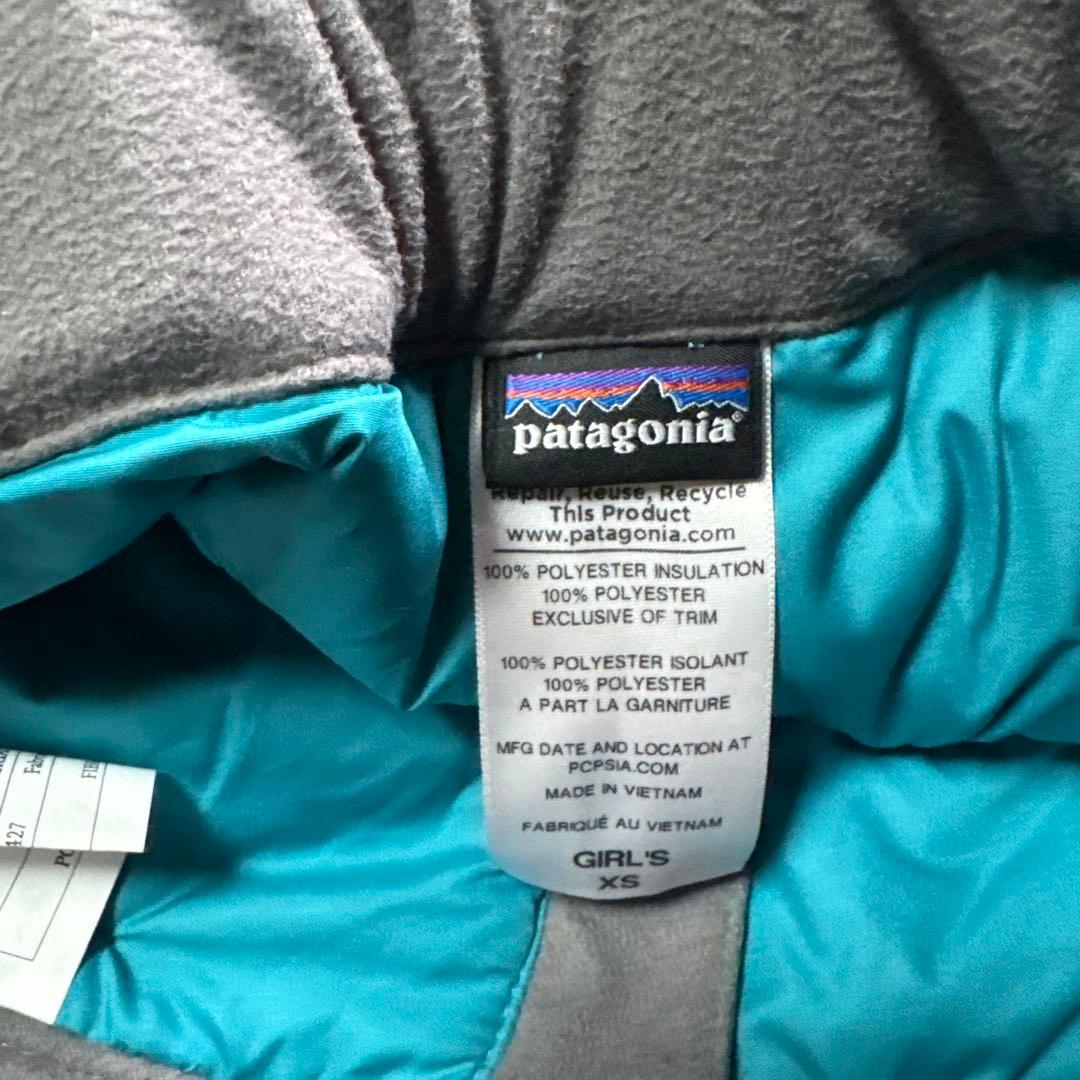 patagonia®
Repair, Reuse, Recycle
This Product
www.patagonia.com
100% POLYESTER INSULATION
100% POLYESTER
EXCLUSIVE OF TRIM
100% POLYESTER ISOLANT
100% POLYESTER
A PART LA GARNITURE
MFG DATE AND LOCATION AT
PCPSIA.COM
MADE IN VIETNAM
FABRIQUÉ AU VIETNAM
GIRL'S
XS
427